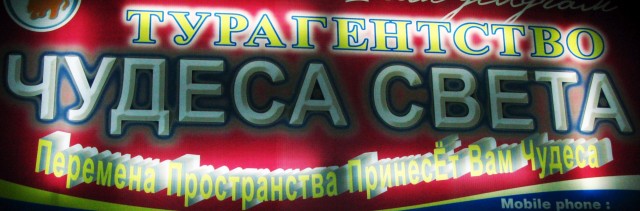 ТУРАГЕНТСТВО
ЧУДЕСА СВЕТА
Перемена Пространства ПринесЁт Вам Чудеса
Mobile phone :